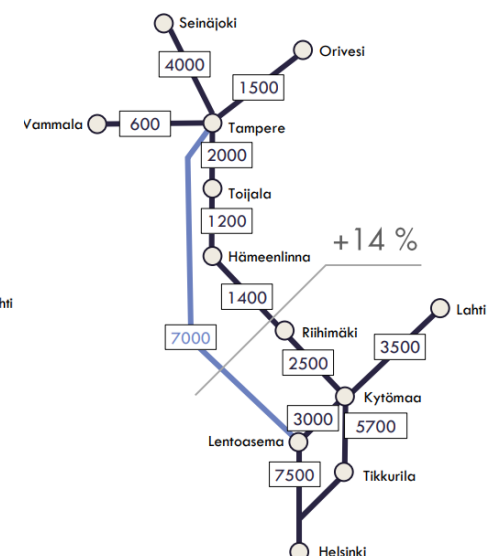 Seinäjoki
Orivesi
4000
1500
Vammala
600
Tampere
2000
Toijala
1200
+14 %
Hämeenlinna
1400
hti
Lahti
Riihimäki
7000
3500
2500
Kytömaa
3000
5700
Lentoasema
7500
Tikkurila
Helsinki